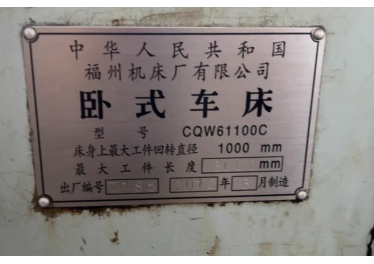 中华人民共和国
福州机床厂有限公司
卧式车床
型号 CQW61100C
床身上最大工件回转直径 1000 mm
最大工件长度 mm
出厂编号 年 月制造